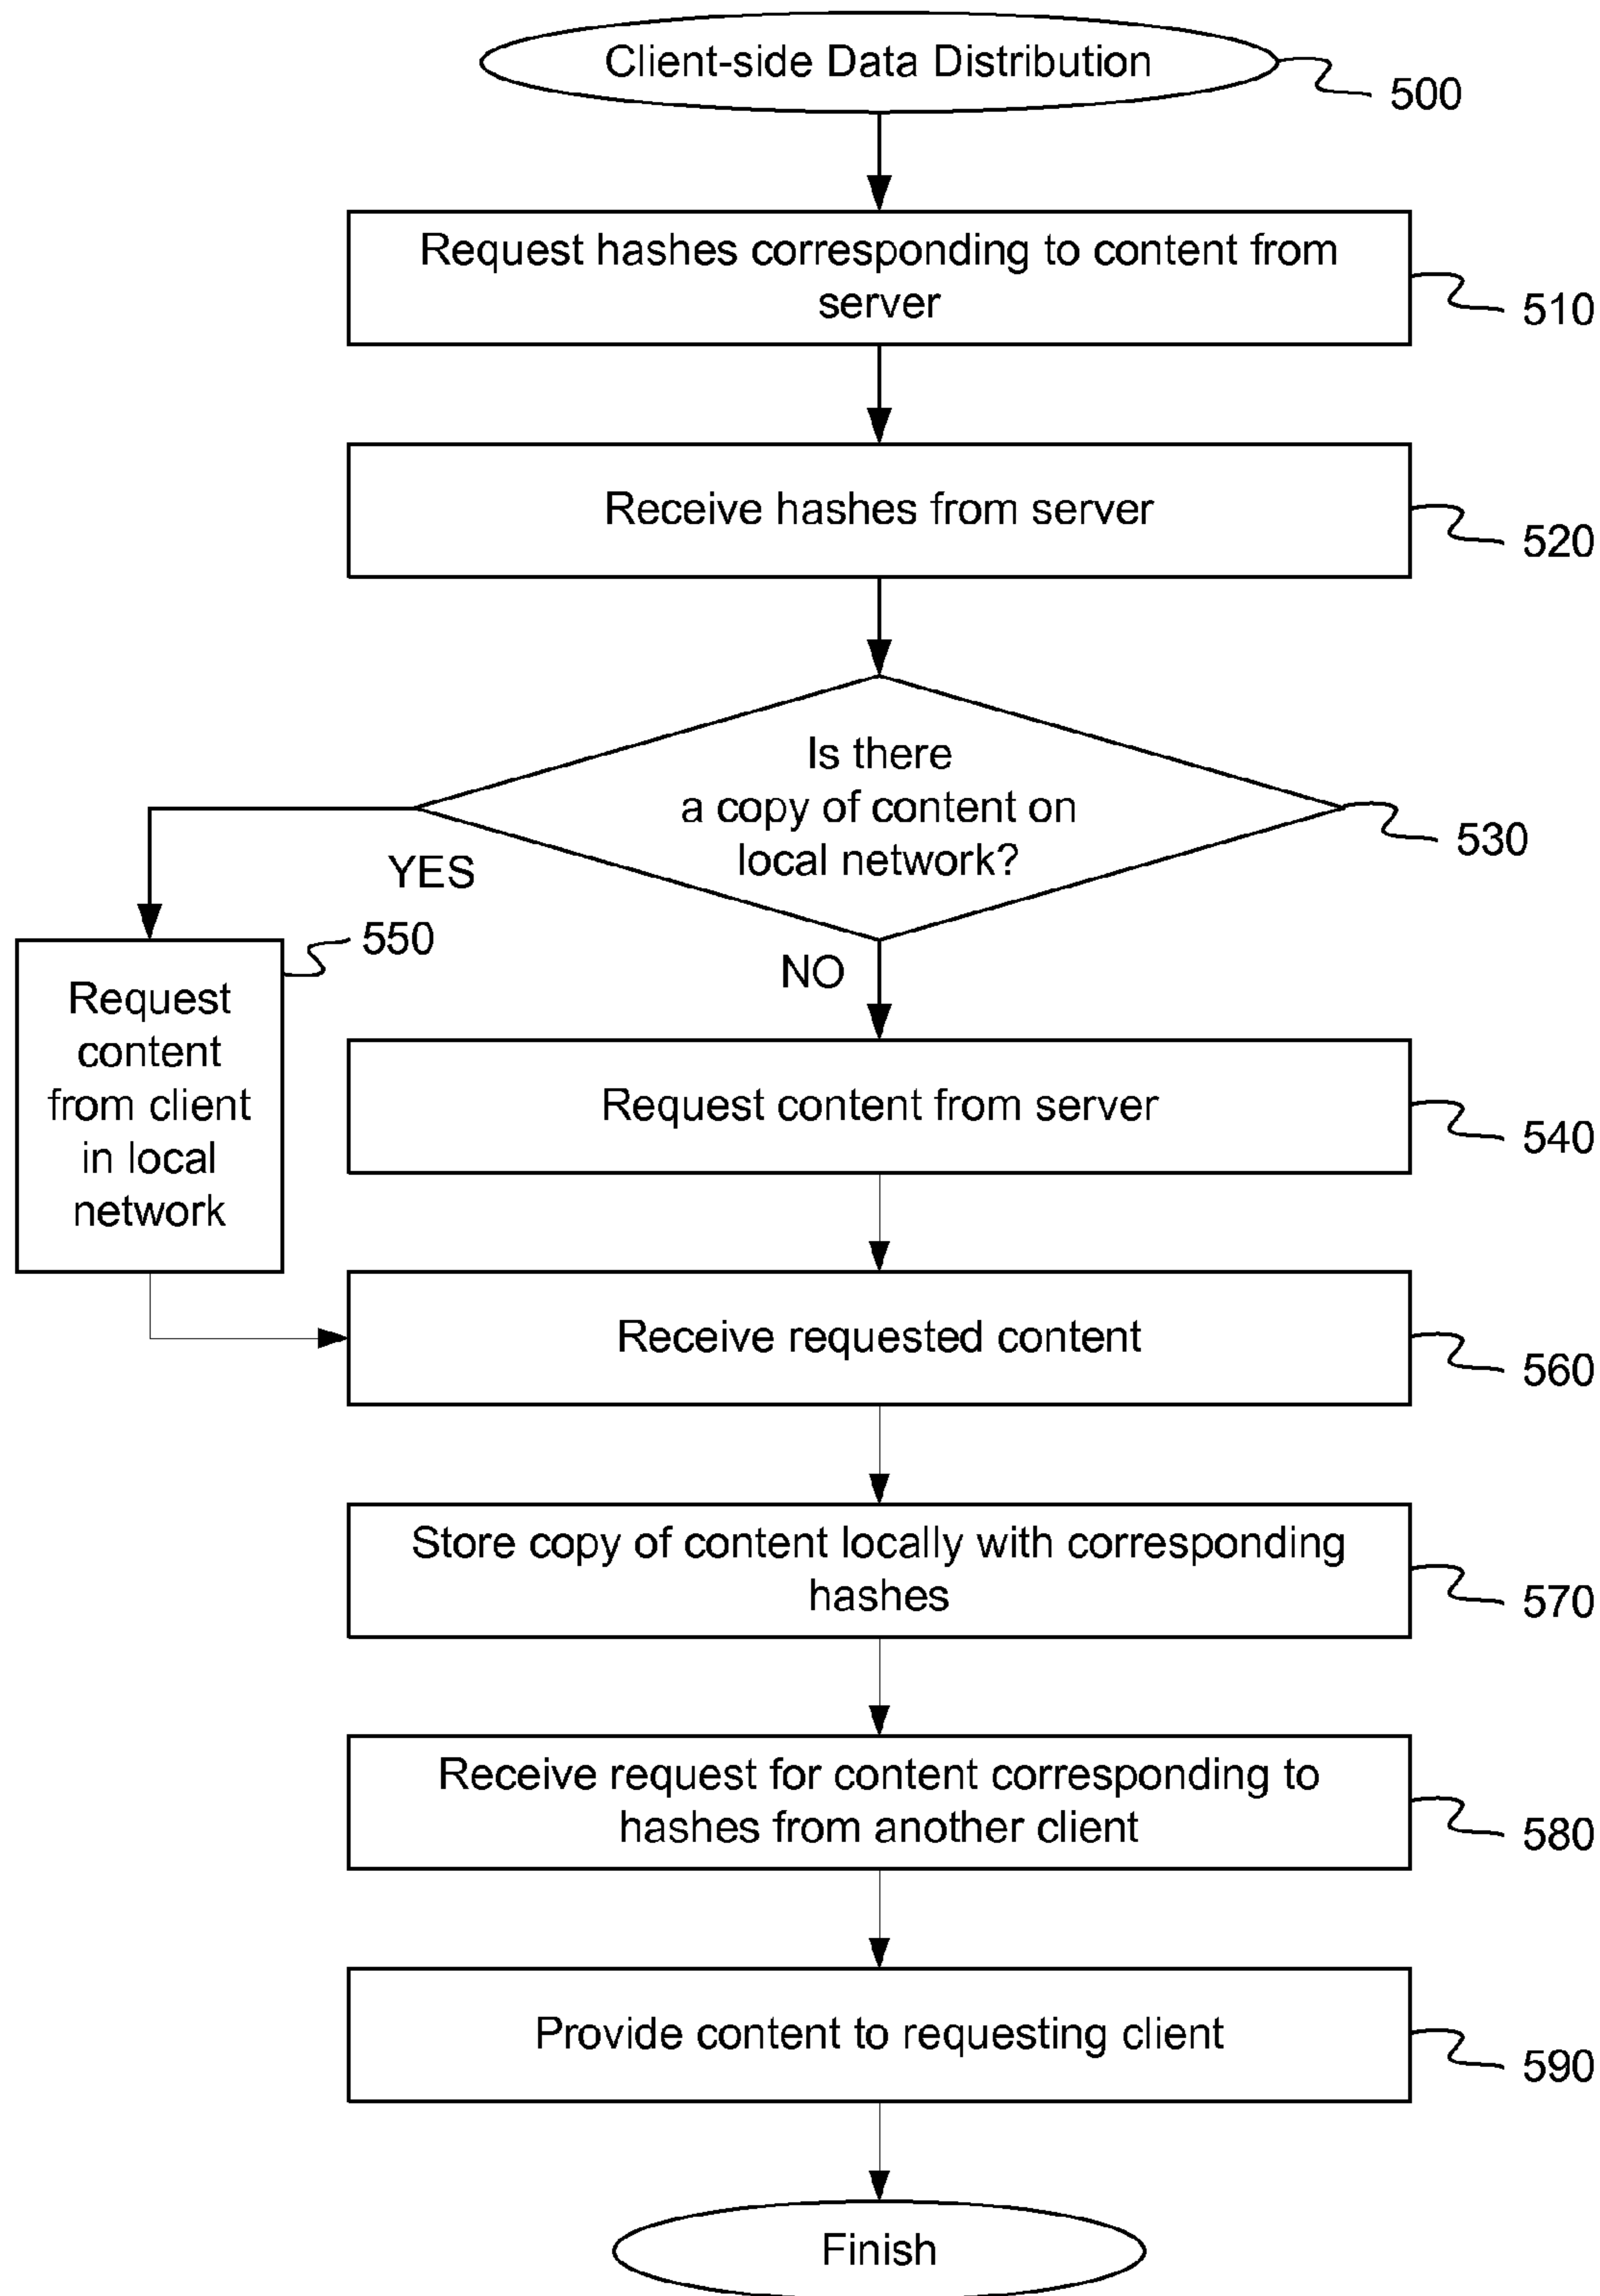 Client-side Data Distribution
500
Request hashes corresponding to content from
server
510
Receive hashes from server
520
Is there
a copy of content on
local network?
530
YES
550
NO
Request
content
from client
in local
network
Request content from server
540
Receive requested content
560
Store copy of content locally with corresponding
hashes
570
Receive request for content corresponding to
hashes from another client
580
Provide content to requesting client
590
Finish